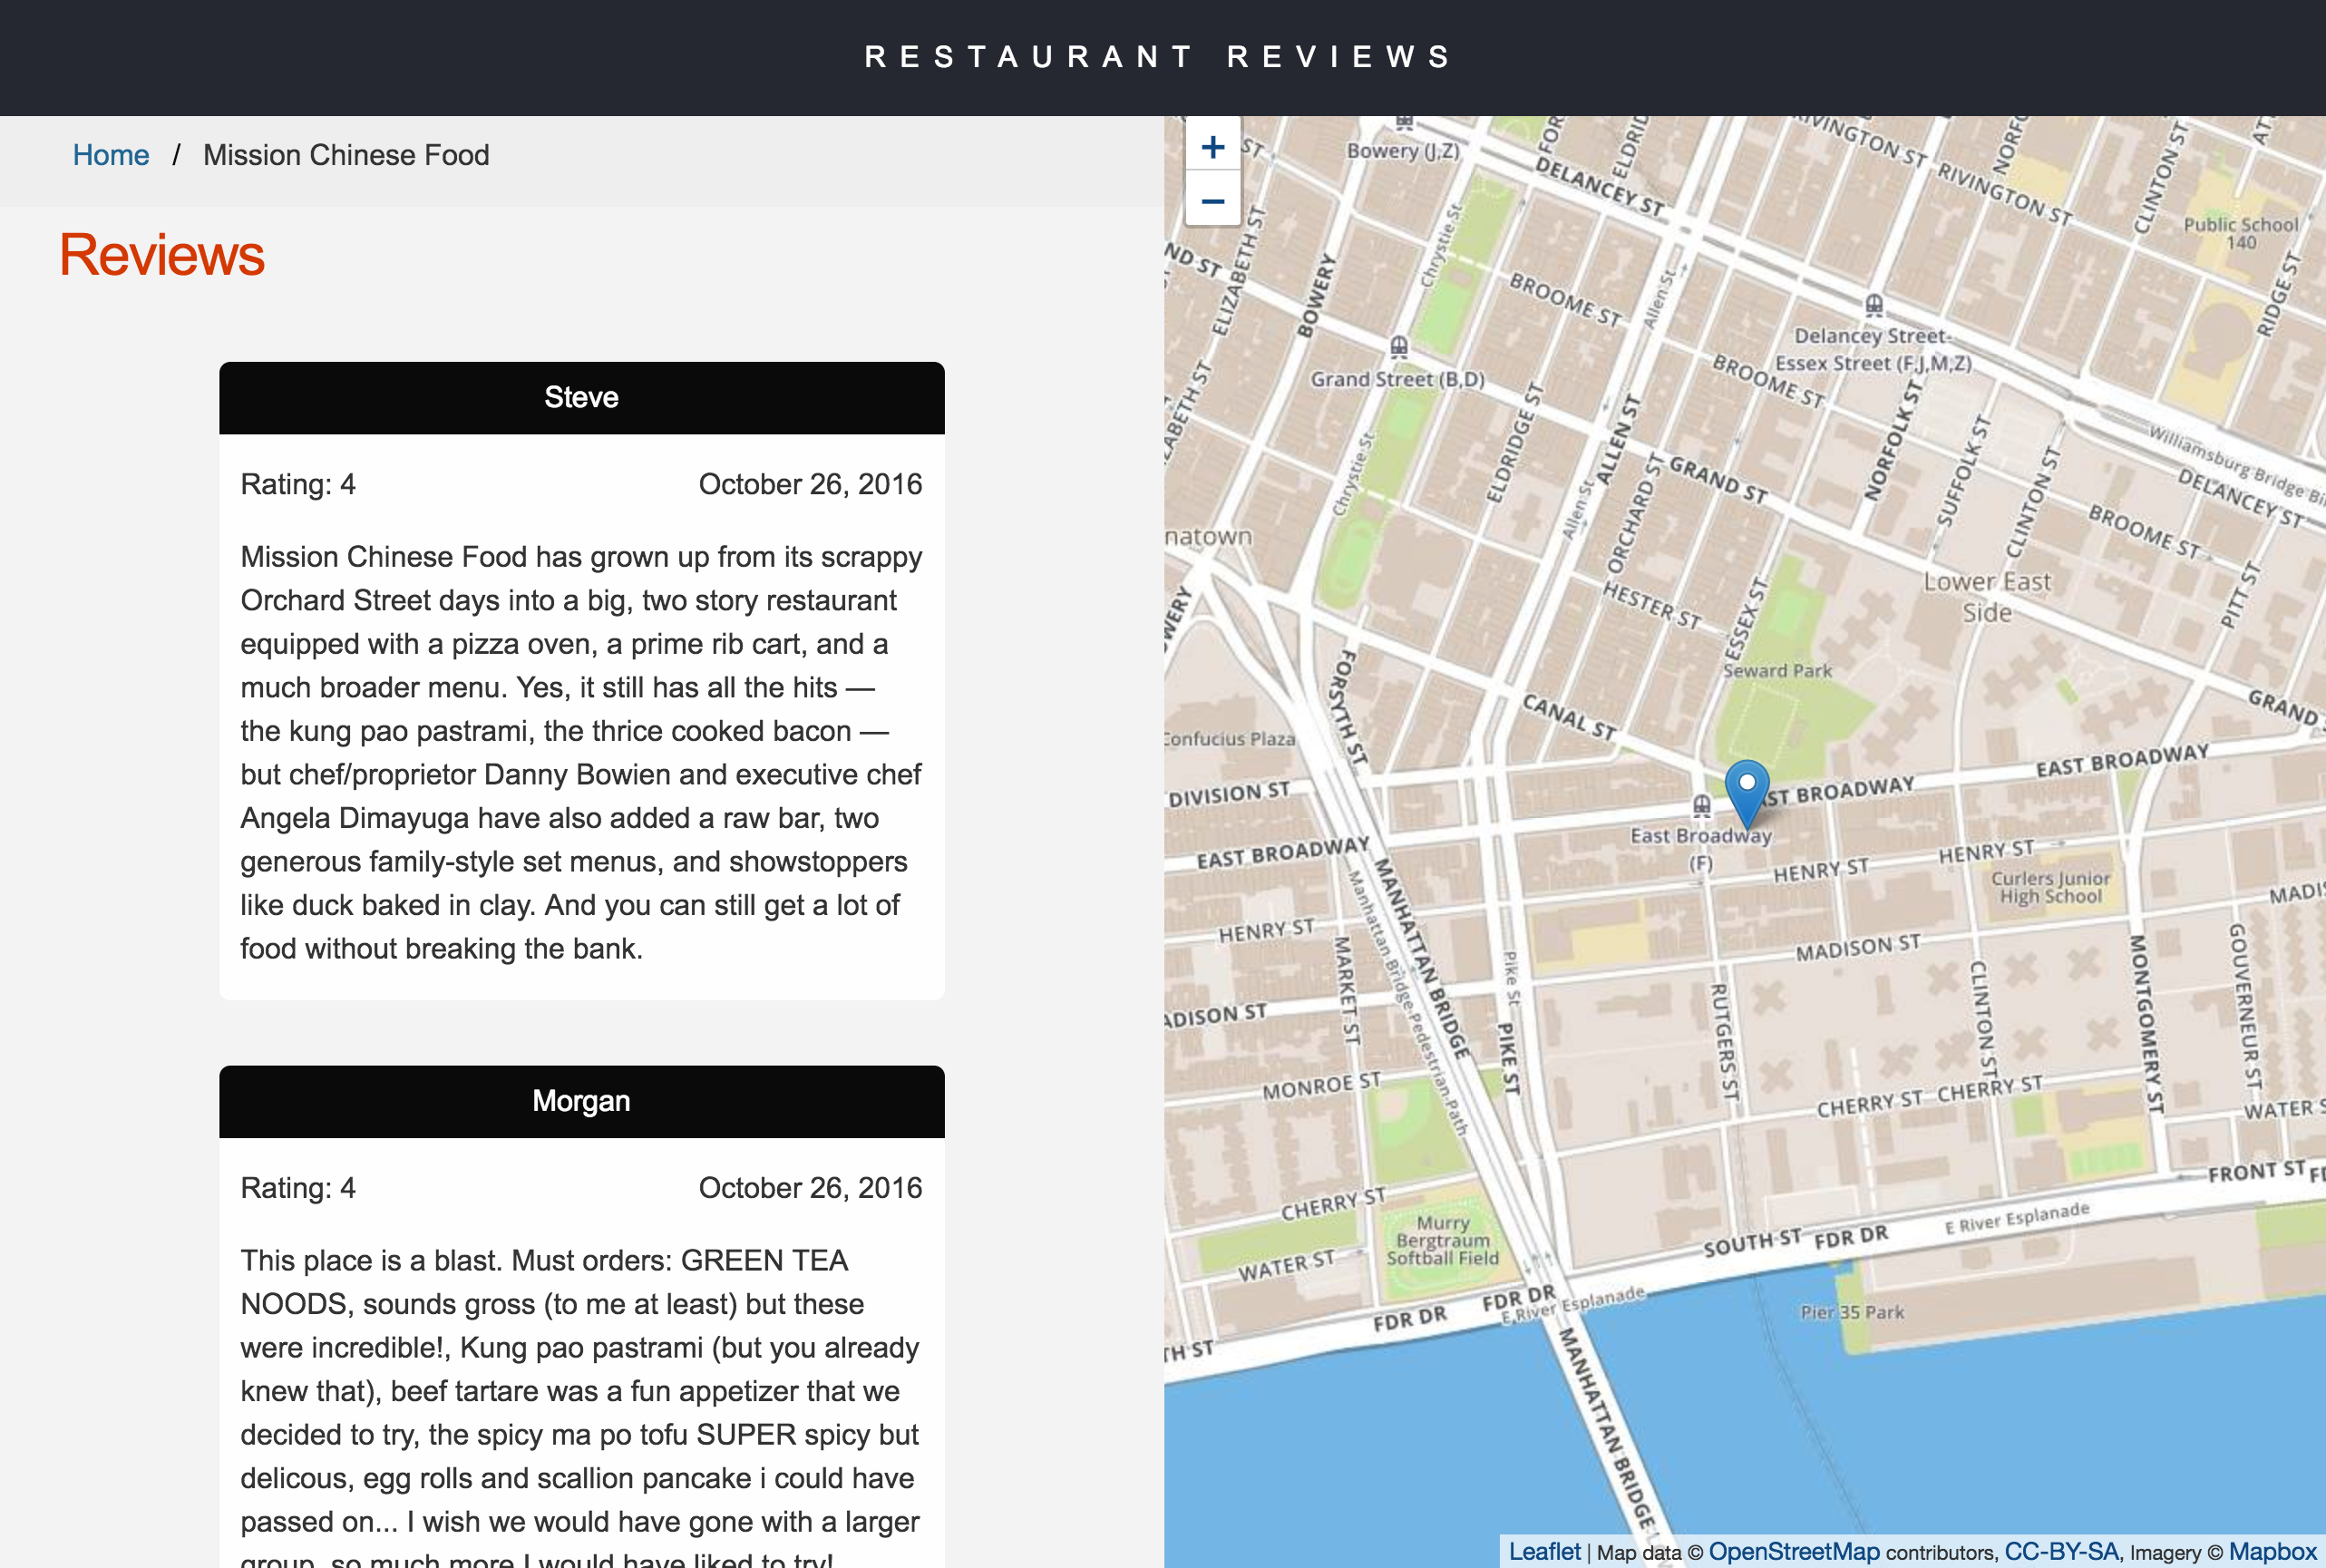 RESTAURANT REVIEWS
Home / Mission Chinese Food
Reviews
Steve
Rating: 4 October 26, 2016
Mission Chinese Food has grown up from its scrappy
Orchard Street days into a big, two story restaurant
equipped with a pizza oven, a prime rib cart, and a
much broader menu. Yes, it still has all the hits —
the kung pao pastrami, the thrice cooked bacon —
but chef/proprietor Danny Bowien and executive chef
Angela Dimayuga have also added a raw bar, two
generous family-style set menus, and showstoppers
like duck baked in clay. And you can still get a lot of
food without breaking the bank.
Morgan
Rating: 4 October 26, 2016
This place is a blast. Must orders: GREEN TEA
NOODS, sounds gross (to me at least) but these
were incredible!, Kung pao pastrami (but you already
knew that), beef tartare was a fun appetizer that we
decided to try, the spicy ma po tofu SUPER spicy but
delicous, egg rolls and scallion pancake i could have
passed on... I wish we would have gone with a larger
group, so much more I would have liked to try!
+
−
Bowery (J,Z)
DELANCEY ST
RIVINGTON ST
RIVINGTON ST
CLINTON ST
Public School
140
RIDGE ST
ELIZABETH ST
BOWERY
Chrystie St
BROOME ST
Allen St
Delancey Street-
Essex Street (F,J,M,Z)
Grand Street (B,D)
BROOME ST
ELDRIDGE ST
ALLEN ST
ORCHARD ST
GRAND ST
NORFOLK ST
SUFFOLK ST
CLINTON ST
Williamsburg Bridge
DELANCEY ST
BROOME ST
PITT ST
Chrystie St
Allen St
HESTER ST
ESSEX ST
Lower East
Side
Seward Park
FORSYTH ST
CANAL ST
GRAND
Confucius Plaza
EAST BROADWAY
DIVISION ST
EAST BROADWAY
AST BROADWAY
East Broadway
(F)
HENRY ST
HENRY ST
Curlers Junior
High School
HENRY ST
MADISON ST
MANHATTAN BRIDGE
Manhattan Bridge Pedestrian Path
MARKET ST
Pike St
PIKE ST
RUTGERS ST
CLINTON ST
MONTGOMERY ST
GOUVERNEUR ST
ADISON ST
MONROE ST
CHERRY ST
CHERRY ST
WATER S
CHERRY ST
Murry
Bergtraum
Softball Field
WATER ST
SOUTH ST
FDR DR
E River Esplanade
FRONT ST
FDR DR
FDR DR
E River Esplanade
Pier 35 Park
TH ST
MANHATTAN BRIDGE
Leaflet | Map data © OpenStreetMap contributors, CC-BY-SA, Imagery © Mapbox